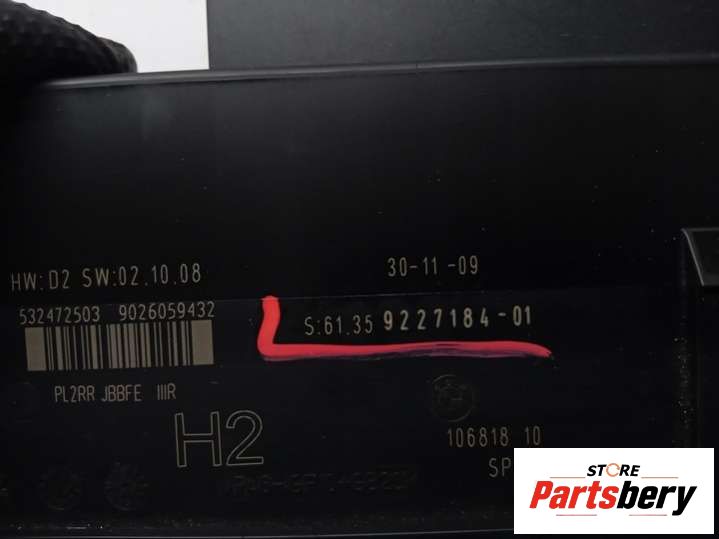 30-11-09
HW:D2 SW:02.10.08
S:61.35 9227184-01
532472503 9026059432
PL2RR JBBFE IIIR
H2
106818 10
SP
STORE
Partsbery